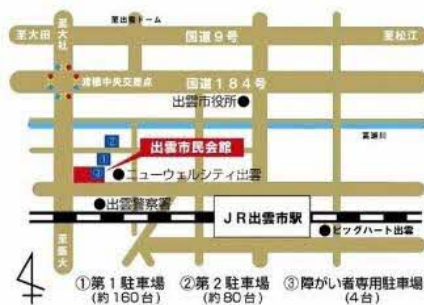 至出雲ドーム
至大田
至大社
国道9号
至松江
渡橋中央交差点
国道184号
出雲市役所
高瀬川
②
出雲市民会館
①
③
ニューウェルシティ出雲
出雲警察署
JR出雲市駅
ビッグハート出雲
至医大
①第1駐車場 ②第2駐車場 ③障がい者専用駐車場
(約160台) (約80台) (4台)